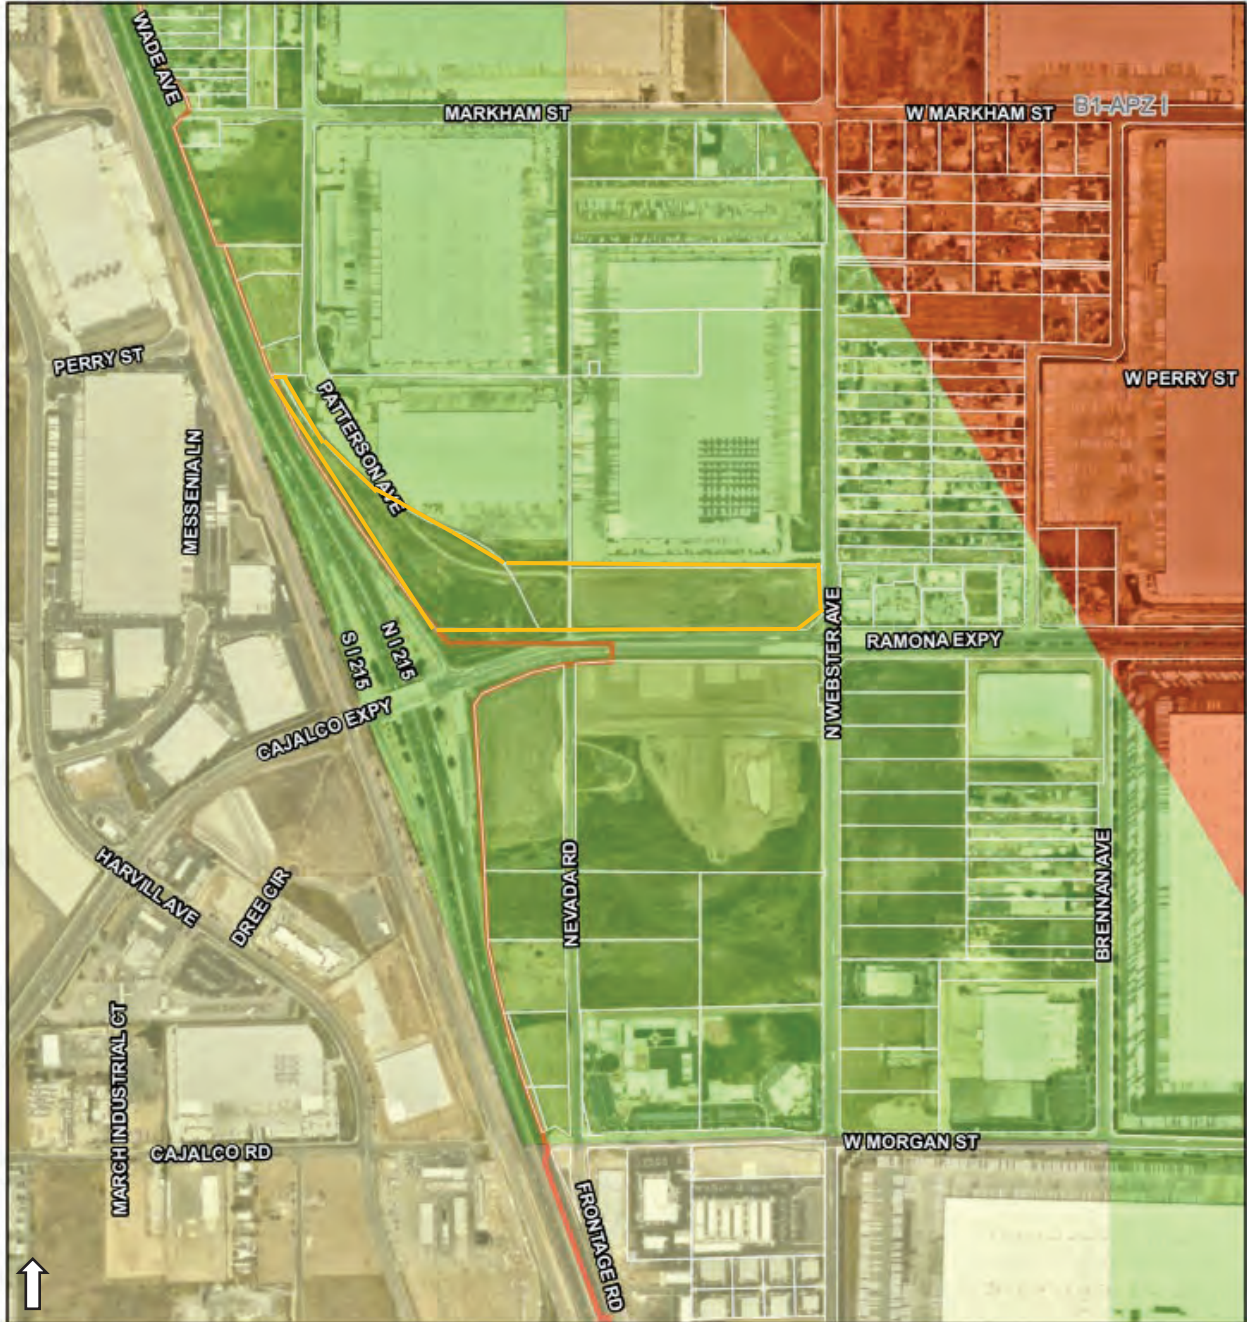 WADE AVE
MARKHAM ST
W MARKHAM ST
B1-APZ I
PERRY ST
W PERRY ST
PATTERSON AVE
MESSENIA LN
N I 215
S I 215
N WEBSTER AVE
RAMONA EXPY
CAJALCO EXPY
HARVILL AVE
DREE CIR
NEVADA RD
BRENNAN AVE
MARCH INDUSTRIAL CT
CAJALCO RD
W MORGAN ST
FRONTAGE RD